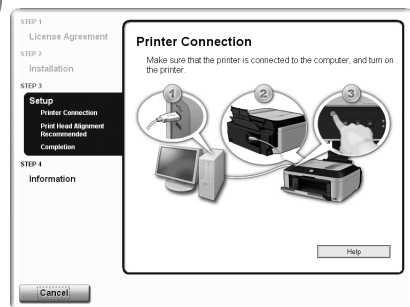 STEP 1
License Agreement
STEP 2
Installation
STEP 3
Setup
Printer Connection
Print Head Alignment
Recommended
Completion
STEP 4
Information
Cancel
Printer Connection
Make sure that the printer is connected to the computer, and turn on
the printer.
1
2
3
Help